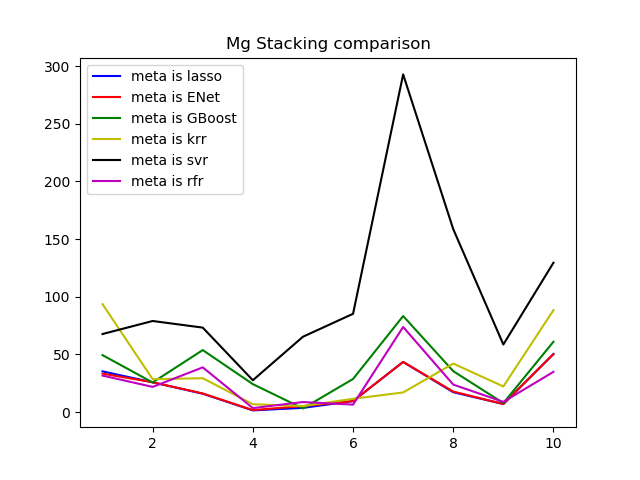 Mg Stacking comparison
meta is lasso
meta is ENet
meta is GBoost
meta is krr
meta is svr
meta is rfr
300
250
200
150
100
50
0
2 4 6 8 10